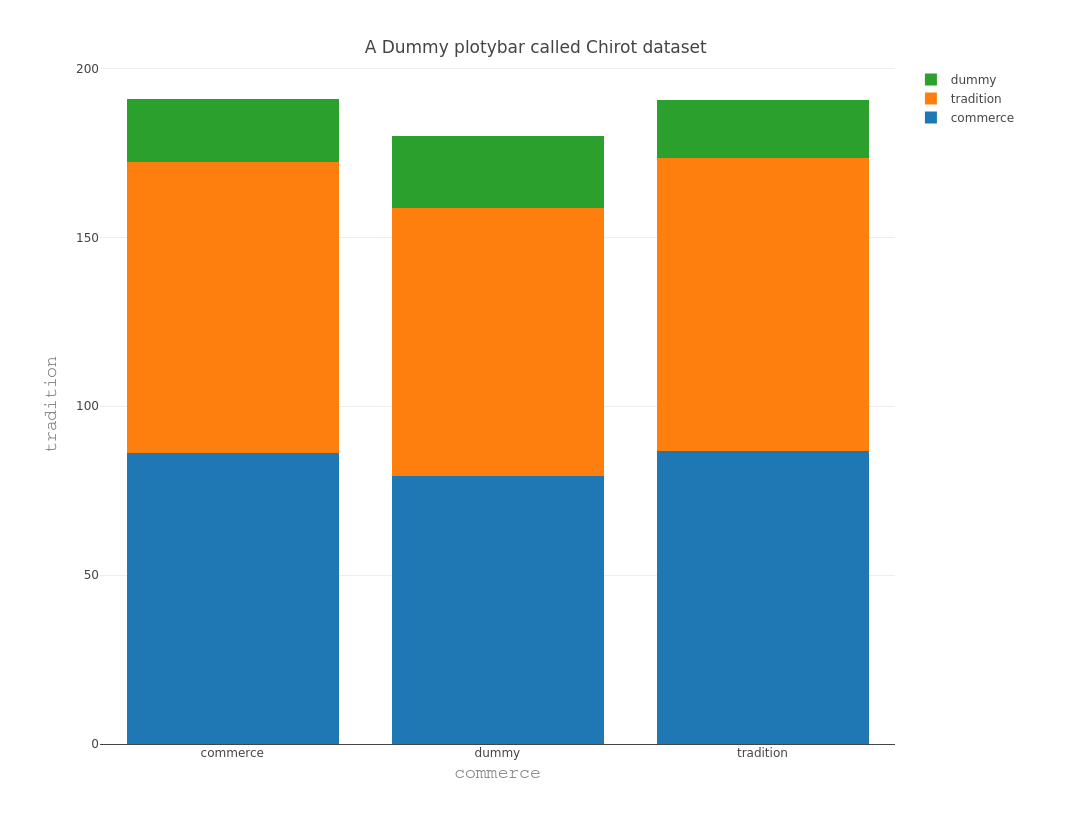 A Dummy plotybar called Chirot dataset
dummy
tradition
commerce
200
150
100
50
0
tradition
commerce
dummy
tradition
commerce